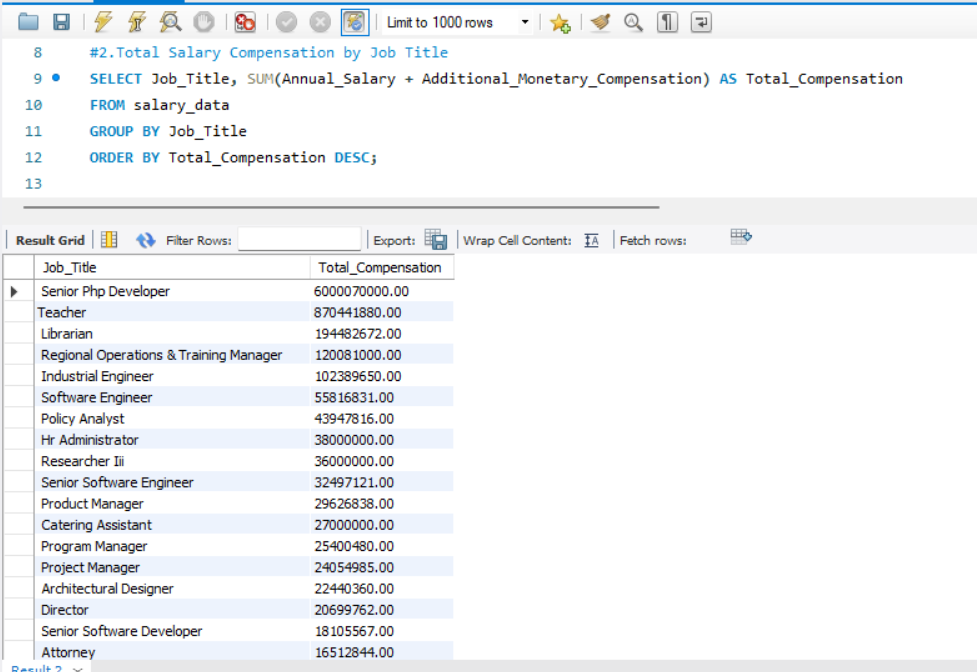 Limit to 1000 rows
8 #2.Total Salary Compensation by Job Title
9 SELECT Job_Title, SUM(Annual_Salary + Additional_Monetary_Compensation) AS Total_Compensation
10 FROM salary_data
11 GROUP BY Job_Title
12 ORDER BY Total_Compensation DESC;
13
Result Grid Filter Rows: Export: Wrap Cell Content: IA Fetch rows:
Job_Title Total_Compensation
Senior Php Developer 6000070000.00
Teacher 870441880.00
Librarian 194482672.00
Regional Operations & Training Manager 120081000.00
Industrial Engineer 102389650.00
Software Engineer 55816831.00
Policy Analyst 43947816.00
Hr Administrator 38000000.00
Researcher Iii 36000000.00
Senior Software Engineer 32497121.00
Product Manager 29626838.00
Catering Assistant 27000000.00
Program Manager 25400480.00
Project Manager 24054985.00
Architectural Designer 22440360.00
Director 20699762.00
Senior Software Developer 18105567.00
Attorney 16512844.00
Result 2